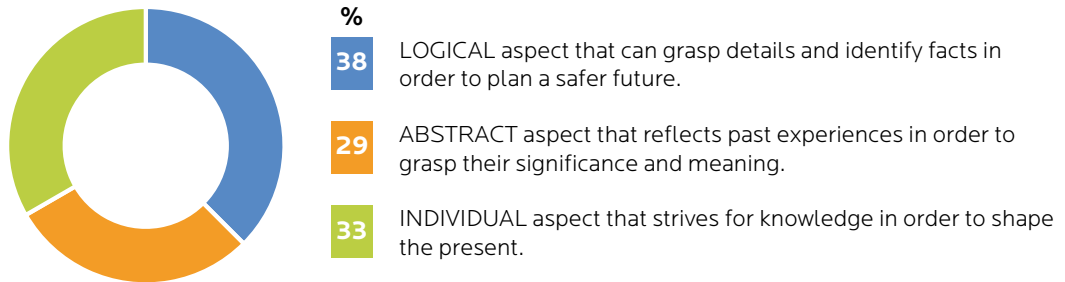 %
38
LOGICAL aspect that can grasp details and identify facts in
order to plan a safer future.
29
ABSTRACT aspect that reflects past experiences in order to
grasp their significance and meaning.
33
INDIVIDUAL aspect that strives for knowledge in order to shape
the present.